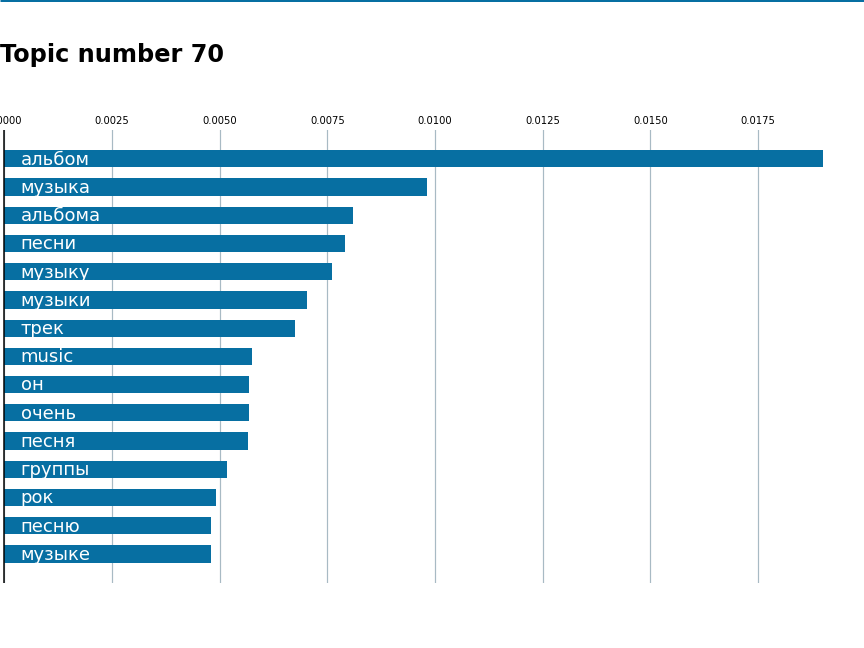 Topic number 70
0000 0.0025 0.0050 0.0075 0.0100 0.0125 0.0150 0.0175
альбом
музыка
альбома
песни
музыку
музыки
трек
music
он
очень
песня
группы
рок
песню
музыке